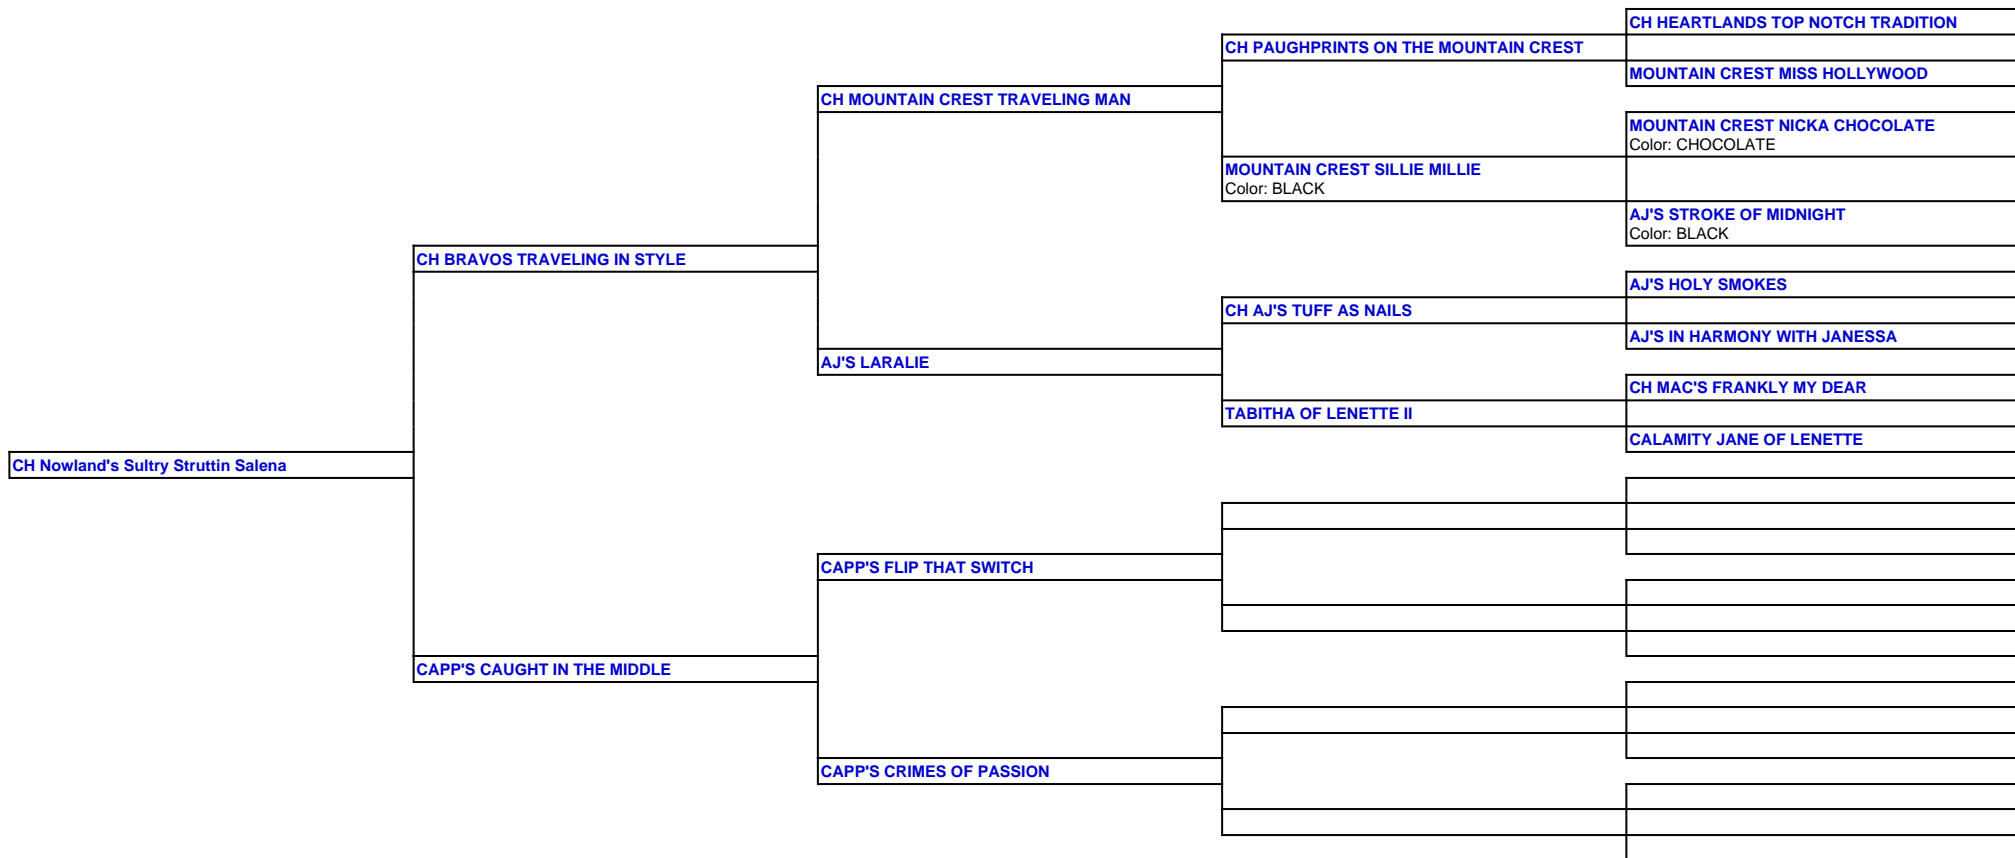 CH HEARTLANDS TOP NOTCH TRADITION
CH PAUGHPRINTS ON THE MOUNTAIN CREST
MOUNTAIN CREST MISS HOLLYWOOD
CH MOUNTAIN CREST TRAVELING MAN
MOUNTAIN CREST NICKA CHOCOLATE
Color: CHOCOLATE
MOUNTAIN CREST SILLIE MILLIE
Color: BLACK
AJ'S STROKE OF MIDNIGHT
Color: BLACK
CH BRAVOS TRAVELING IN STYLE
AJ'S HOLY SMOKES
CH AJ'S TUFF AS NAILS
AJ'S IN HARMONY WITH JANESSA
AJ'S LARALIE
CH MAC'S FRANKLY MY DEAR
TABITHA OF LENETTE II
CALAMITY JANE OF LENETTE
CH Nowland's Sultry Struttin Salena
CAPP'S FLIP THAT SWITCH
CAPP'S CAUGHT IN THE MIDDLE
CAPP'S CRIMES OF PASSION